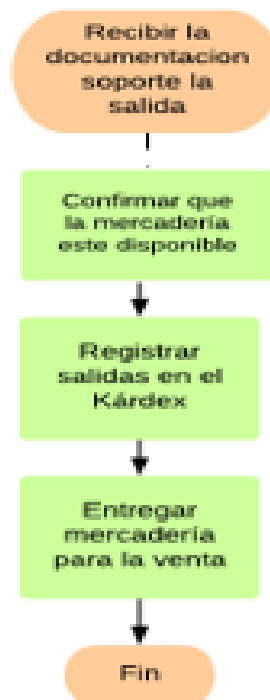 Recibir la
documentacion
soporte la
salida
Confirmar que
la mercadería
este disponible
Registrar
salidas en el
Kárdex
Entregar
mercadería
para la venta
Fin